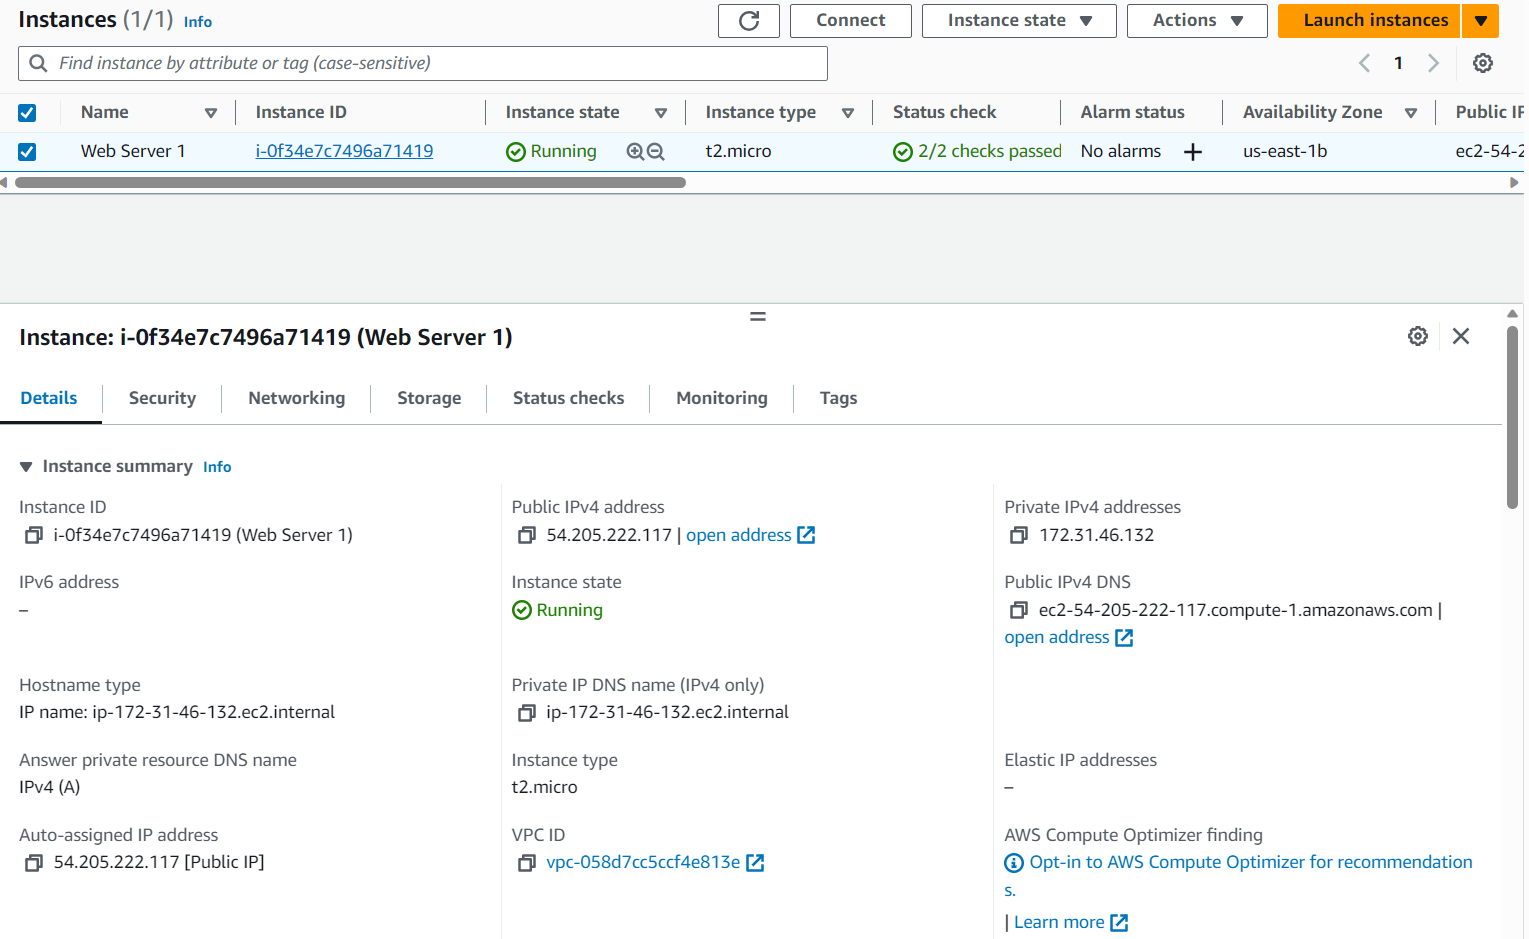 Instances (1/1) Info
Connect
Instance state
Actions
Launch instances
Find instance by attribute or tag (case-sensitive)
1
Name Instance ID Instance state Instance type Status check Alarm status Availability Zone Public IP
Web Server 1 i-0f34e7c7496a71419 Running t2.micro 2/2 checks passed No alarms us-east-1b ec2-54-2
Instance: i-0f34e7c7496a71419 (Web Server 1)
Details Security Networking Storage Status checks Monitoring Tags
Instance summary Info
Instance ID
i-0f34e7c7496a71419 (Web Server 1)
Public IPv4 address
54.205.222.117 | open address
Private IPv4 addresses
172.31.46.132
IPv6 address
–
Instance state
Running
Public IPv4 DNS
ec2-54-205-222-117.compute-1.amazonaws.com |
open address
Hostname type
IP name: ip-172-31-46-132.ec2.internal
Private IP DNS name (IPv4 only)
ip-172-31-46-132.ec2.internal
Answer private resource DNS name
IPv4 (A)
Instance type
t2.micro
Elastic IP addresses
–
Auto-assigned IP address
54.205.222.117 [Public IP]
VPC ID
vpc-058d7cc5ccf4e813e
AWS Compute Optimizer finding
Opt-in to AWS Compute Optimizer for recommendation
s.
| Learn more